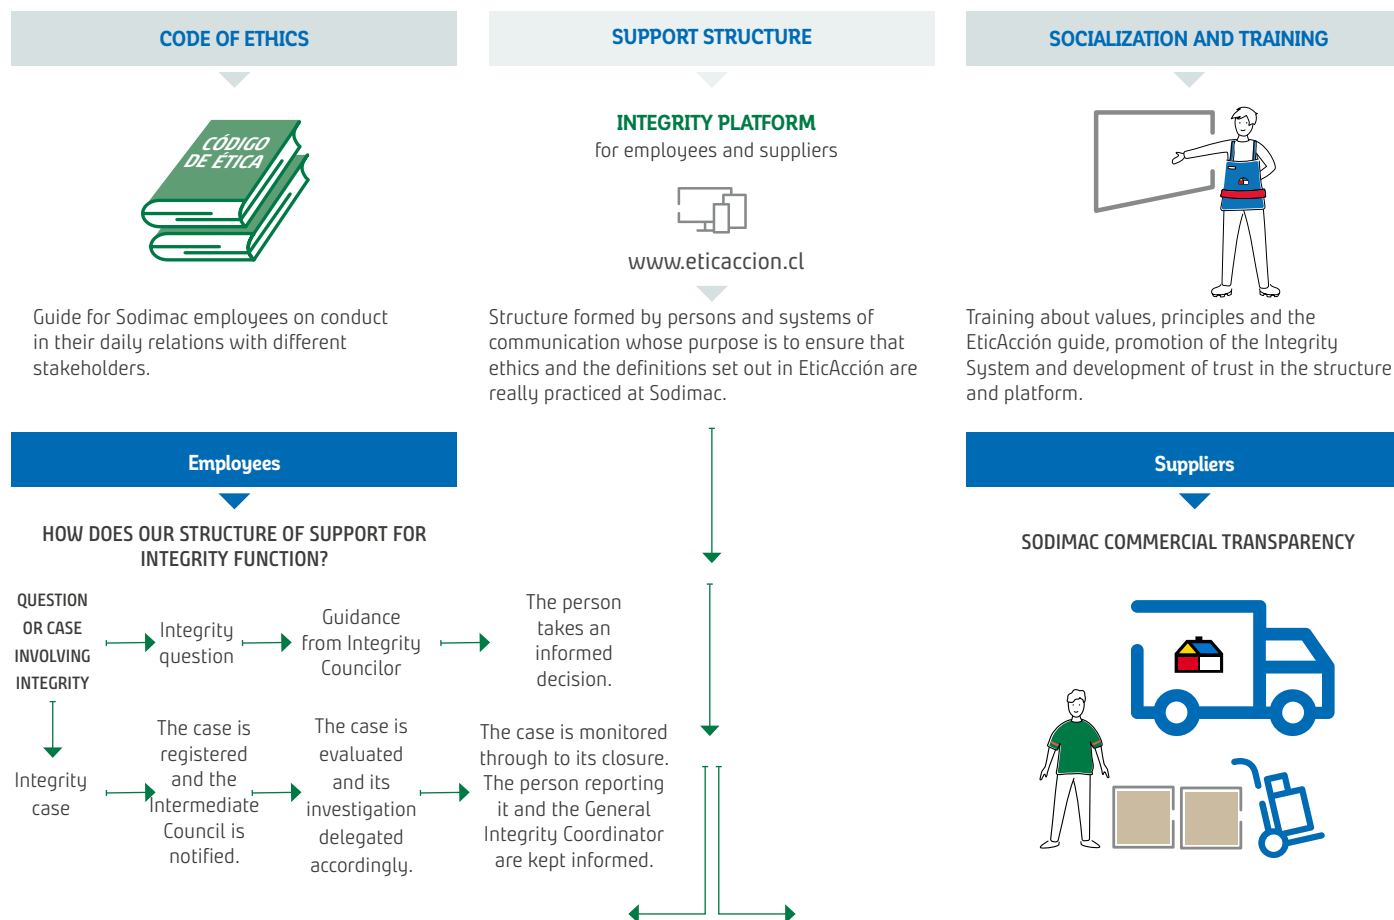 CODE OF ETHICS
CÓDIGO
DE ÉTICA
Guide for Sodimac employees on conduct
in their daily relations with different
stakeholders.
SUPPORT STRUCTURE
INTEGRITY PLATFORM
for employees and suppliers
www.eticaccion.cl
Structure formed by persons and systems of
communication whose purpose is to ensure that
ethics and the definitions set out in EticAcción are
really practiced at Sodimac.
SOCIALIZATION AND TRAINING
Training about values, principles and the
EticAcción guide, promotion of the Integrity
System and development of trust in the structure
and platform.
Employees
HOW DOES OUR STRUCTURE OF SUPPORT FOR
INTEGRITY FUNCTION?
QUESTION
OR CASE
INVOLVING
INTEGRITY
Integrity
question
Guidance
from Integrity
Councilor
The person
takes an
informed
decision.
Integrity
case
The case is
registered
and the
Intermediate
Council is
notified.
The case is
evaluated
and its
investigation
delegated
accordingly.
The case is monitored
through to its closure.
The person reporting
it and the General
Integrity Coordinator
are kept informed.
Suppliers
SODIMAC COMMERCIAL TRANSPARENCY